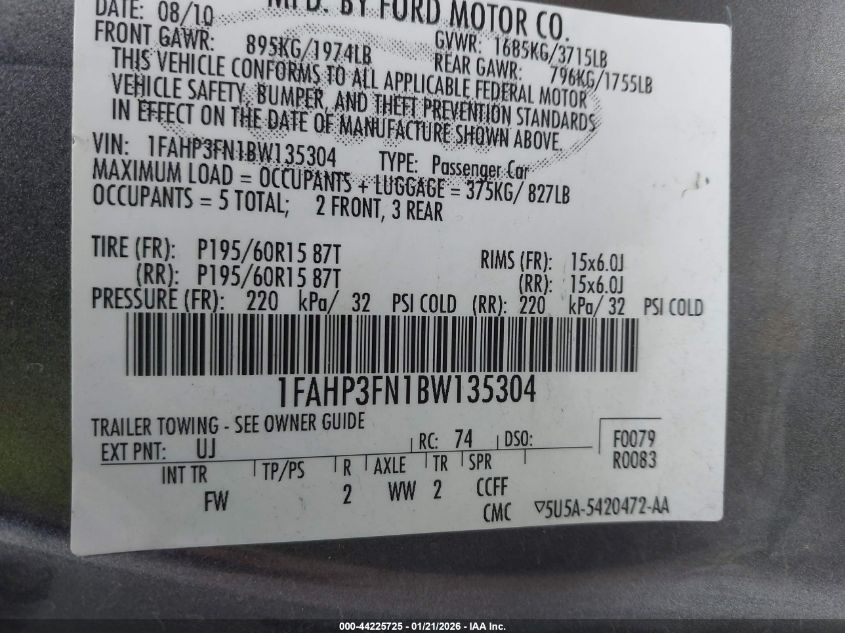 DATE: 08/10 MFD. BY FORD MOTOR CO.
FRONT GAWR: 895KG/1974LB GVWR: 1685KG/3715LB
REAR GAWR: 796KG/1755LB
THIS VEHICLE CONFORMS TO ALL APPLICABLE FEDERAL MOTOR
VEHICLE SAFETY, BUMPER, AND THEFT PREVENTION STANDARDS
IN EFFECT ON THE DATE OF MANUFACTURE SHOWN ABOVE.
VIN: 1FAHP3FN1BW135304 TYPE: Passenger Car
MAXIMUM LOAD = OCCUPANTS + LUGGAGE = 375KG/ 827LB
OCCUPANTS = 5 TOTAL; 2 FRONT, 3 REAR
TIRE (FR): P195/60R15 87T RIMS (FR): 15x6.0J
(RR): P195/60R15 87T (RR): 15x6.0J
PRESSURE (FR): 220 kPa/ 32 PSI COLD (RR): 220 kPa/ 32 PSI COLD
1FAHP3FN1BW135304
TRAILER TOWING - SEE OWNER GUIDE
EXT PNT: UJ RC: 74 DSO: F0079
R0083
INT TR TP/PS R AXLE TR SPR
FW 2 WW 2 CCFF
CMC ▽5U5A-5420472-AA
000-44225725 - 01/21/2026 - IAA Inc.